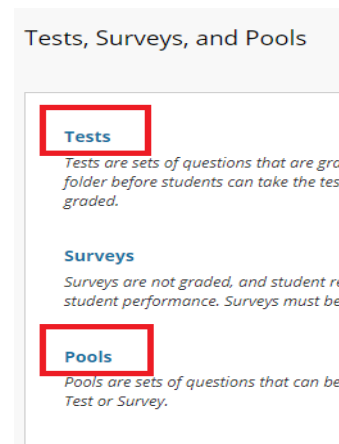 Tests, Surveys, and Pools
Tests
Tests are sets of questions that are gra
folder before students can take the tes
graded.
Surveys
Surveys are not graded, and student re
student performance. Surveys must be
Pools
Pools are sets of questions that can be
Test or Survey.